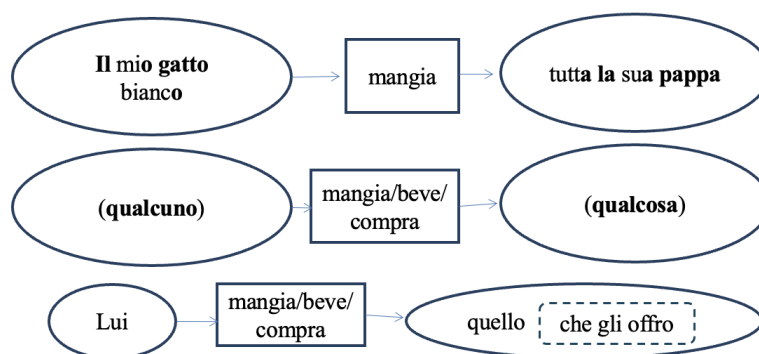 Il mio gatto
bianco
mangia
tutta la sua pappa
(qualcuno)
mangia/beve/
compra
(qualcosa)
Lui
mangia/beve/
compra
quello
che gli offro